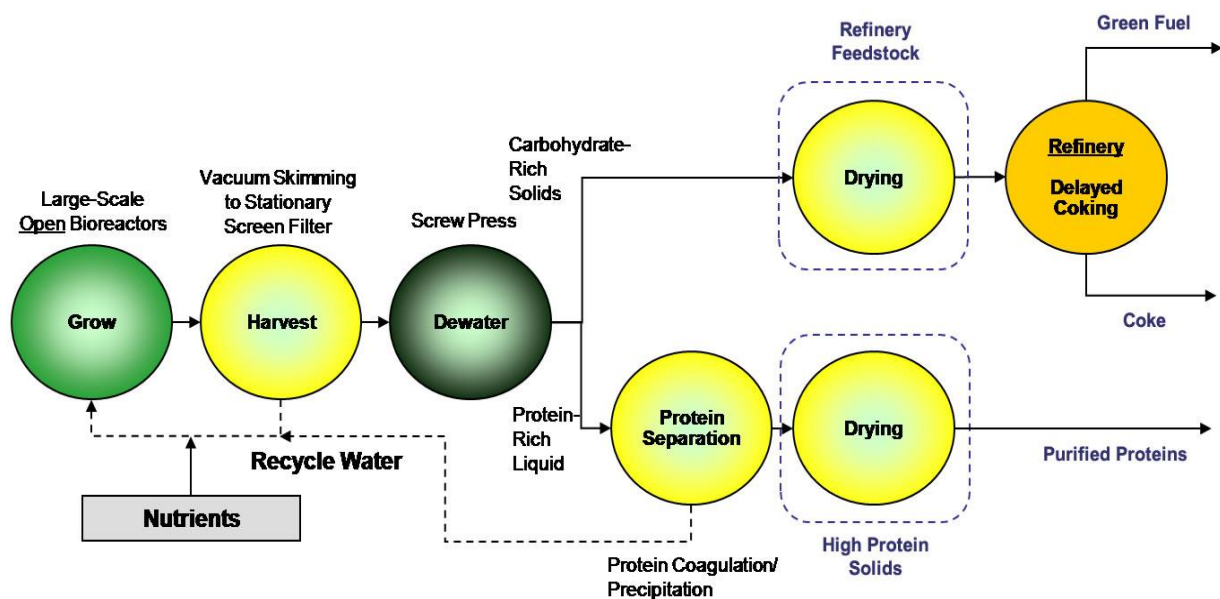 Large-Scale
Open Bioreactors
Grow
Vacuum Skimming
to Stationary
Screen Filter
Harvest
Screw Press
Dewater
Carbohydrate-
Rich
Solids
Refinery
Feedstock
Drying
Refinery
Delayed
Coking
Green Fuel
Coke
Protein-
Rich
Liquid
Protein
Separation
Protein Coagulation/
Precipitation
Drying
High Protein
Solids
Purified Proteins
Recycle Water
Nutrients